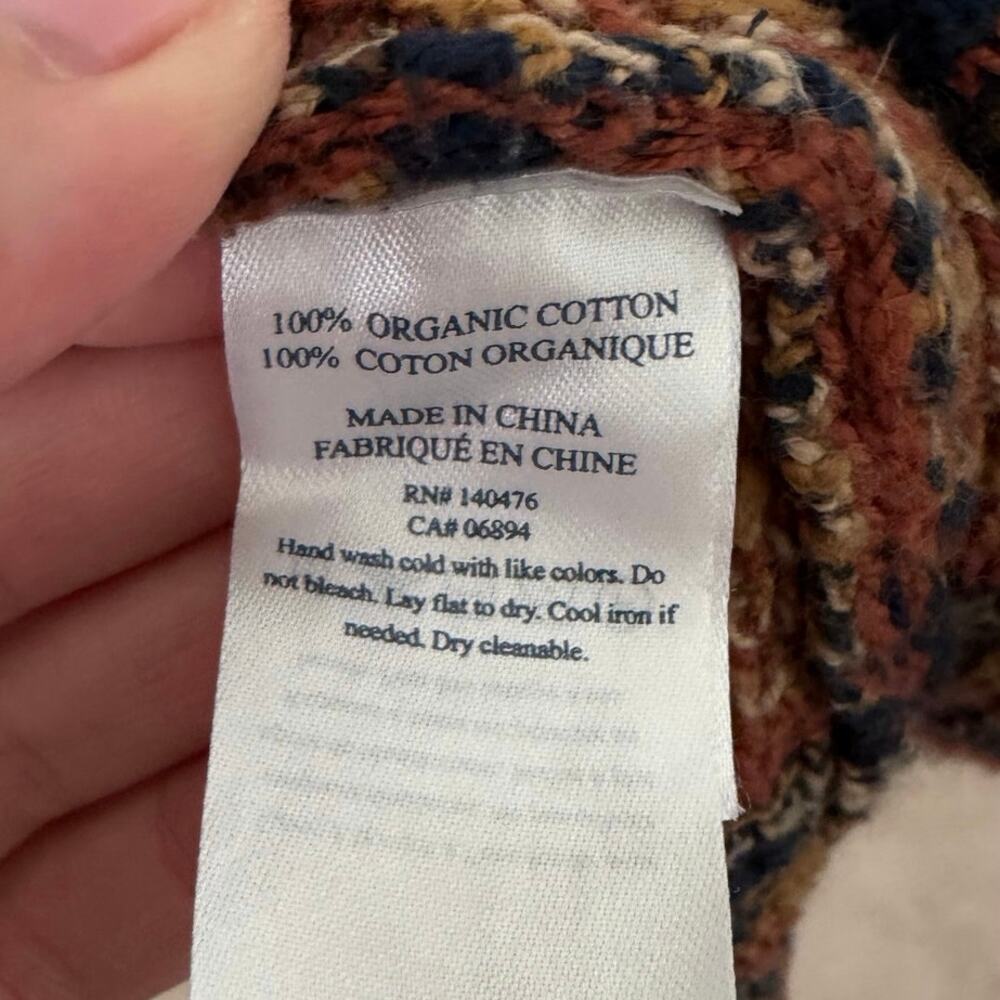 100% ORGANIC COTTON
100% COTON ORGANIQUE
MADE IN CHINA
FABRIQUÉ EN CHINE
RN# 140476
CA# 06894
Hand wash cold with like colors. Do
not bleach. Lay flat to dry. Cool iron if
needed. Dry cleanable.